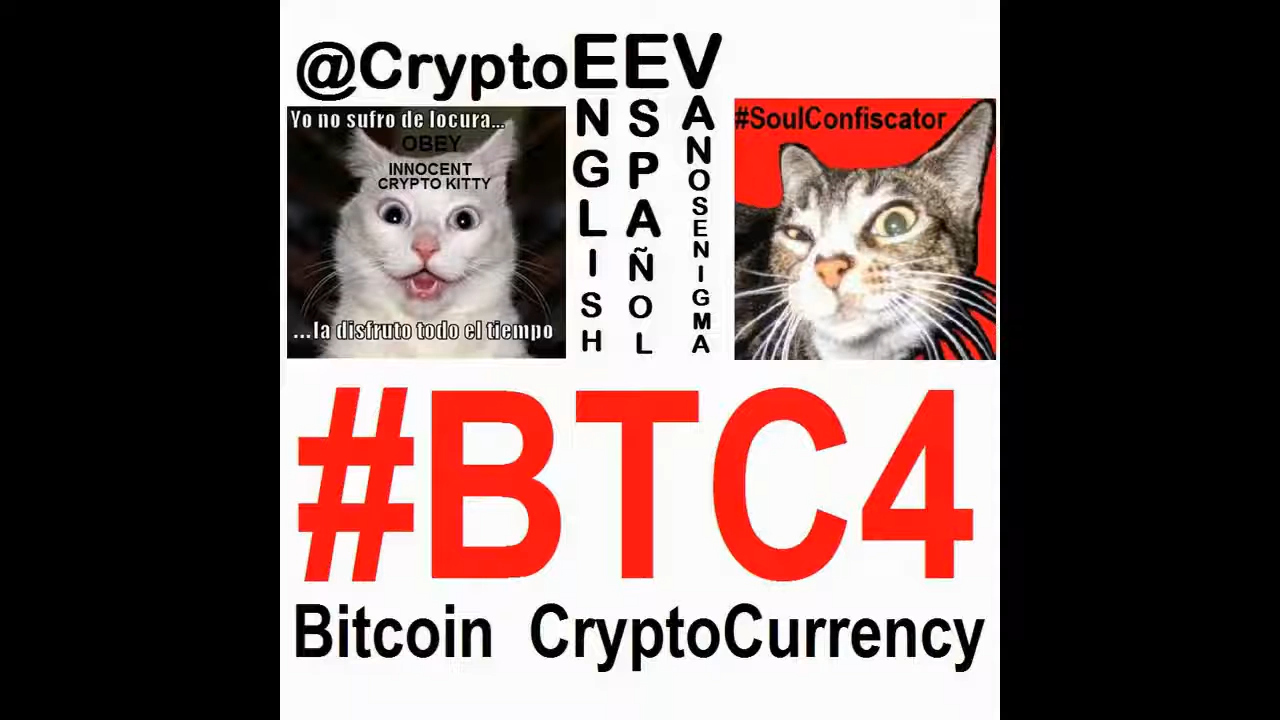 @CryptoEEV
ENGLISH
ESPAÑOL
VANOSENIGMA
Yo no sufro de locura...
OBEY
INNOCENT
CRYPTO KITTY
...la disfruto todo el tiempo
#SoulConfiscator
#BTC4
Bitcoin CryptoCurrency